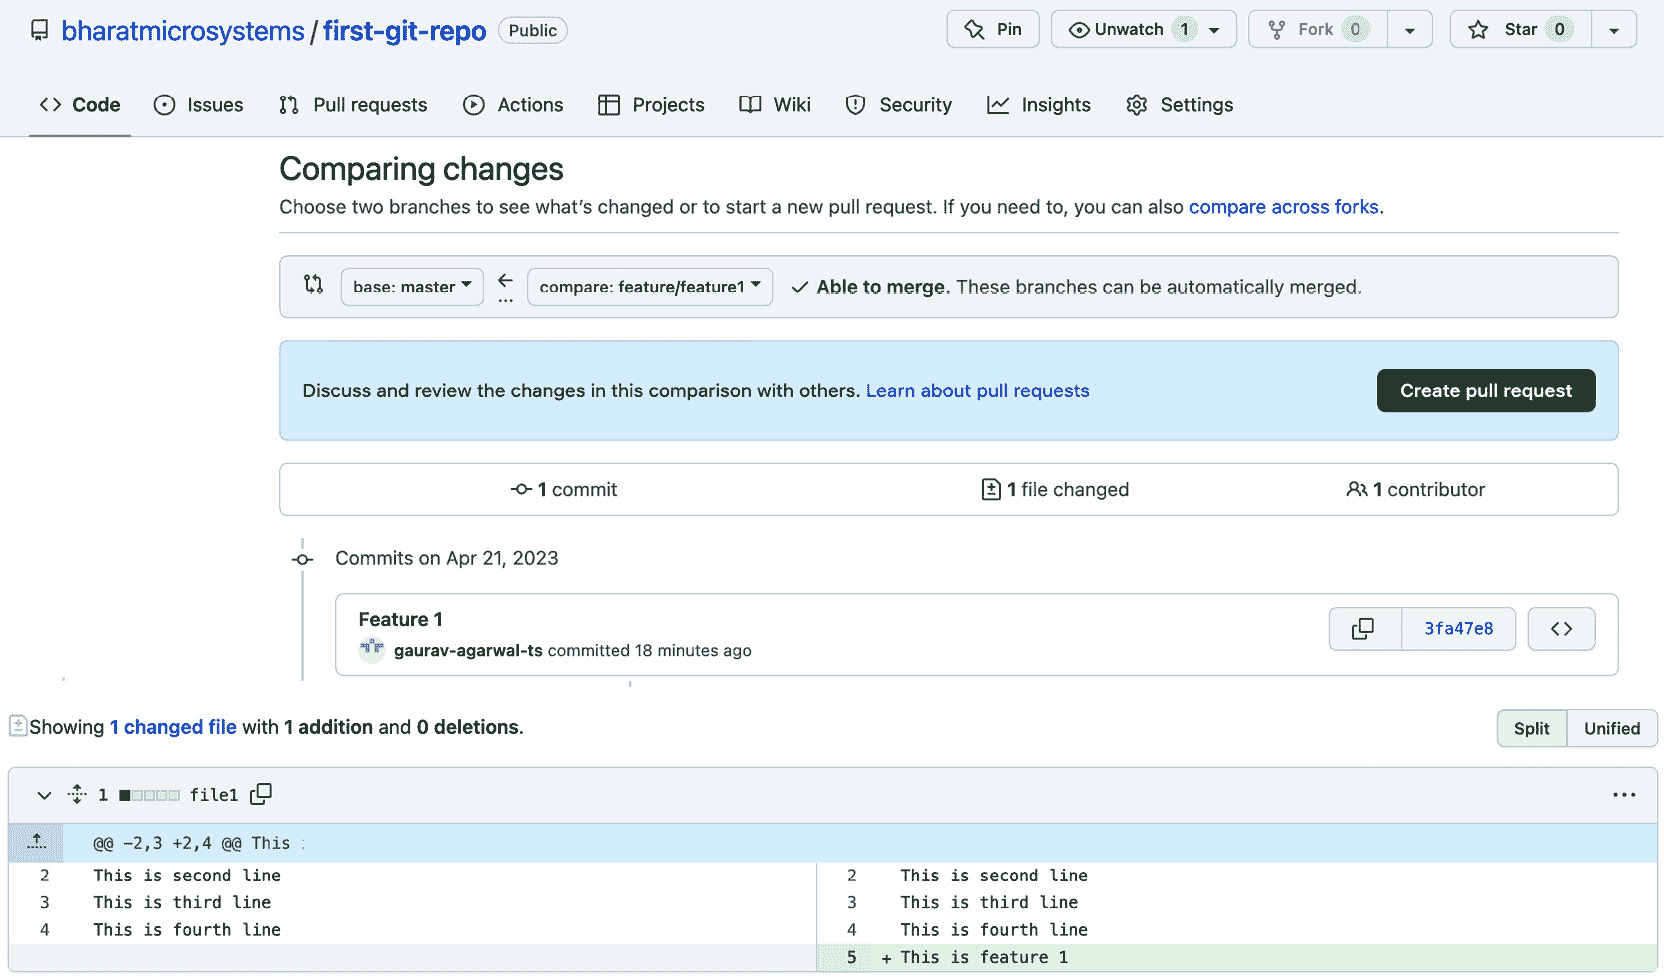 bharatmicrosystems / first-git-repo Public Pin Unwatch 1 Fork 0 Star 0
Code Issues Pull requests Actions Projects Wiki Security Insights Settings
Comparing changes
Choose two branches to see what's changed or to start a new pull request. If you need to, you can also compare across forks.
base: master ← ... compare: feature/feature1 ✓ Able to merge. These branches can be automatically merged.
Discuss and review the changes in this comparison with others. Learn about pull requests Create pull request
1 commit 1 file changed 1 contributor
Commits on Apr 21, 2023
Feature 1
gaurav-agarwal-ts committed 18 minutes ago 3fa47e8 <>
Showing 1 changed file with 1 addition and 0 deletions. Split Unified
1 file1 ...
@@ -2,3 +2,4 @@ This
2 This is second line 2 This is second line
3 This is third line 3 This is third line
4 This is fourth line 4 This is fourth line
5 + This is feature 1